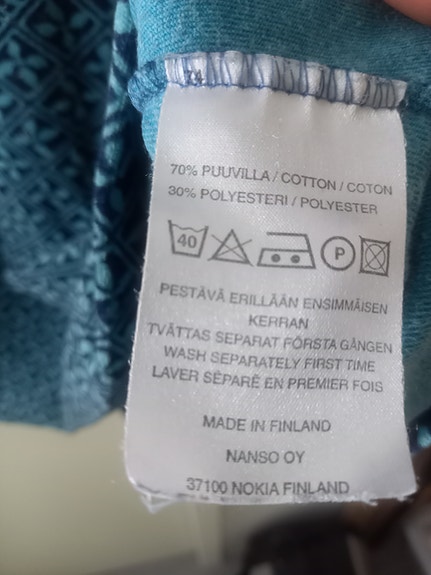 70% PUUVILLA / COTTON / COTON
30% POLYESTERI / POLYESTER
40 P
PESTÄVÄ ERILLÄÄN ENSIMMÄISEN
KERRAN
TVÄTTAS SEPARAT FÖRSTA GÅNGEN
WASH SEPARATELY FIRST TIME
LAVER SÉPARÉ EN PREMIER FOIS
MADE IN FINLAND
NANSO OY
37100 NOKIA FINLAND